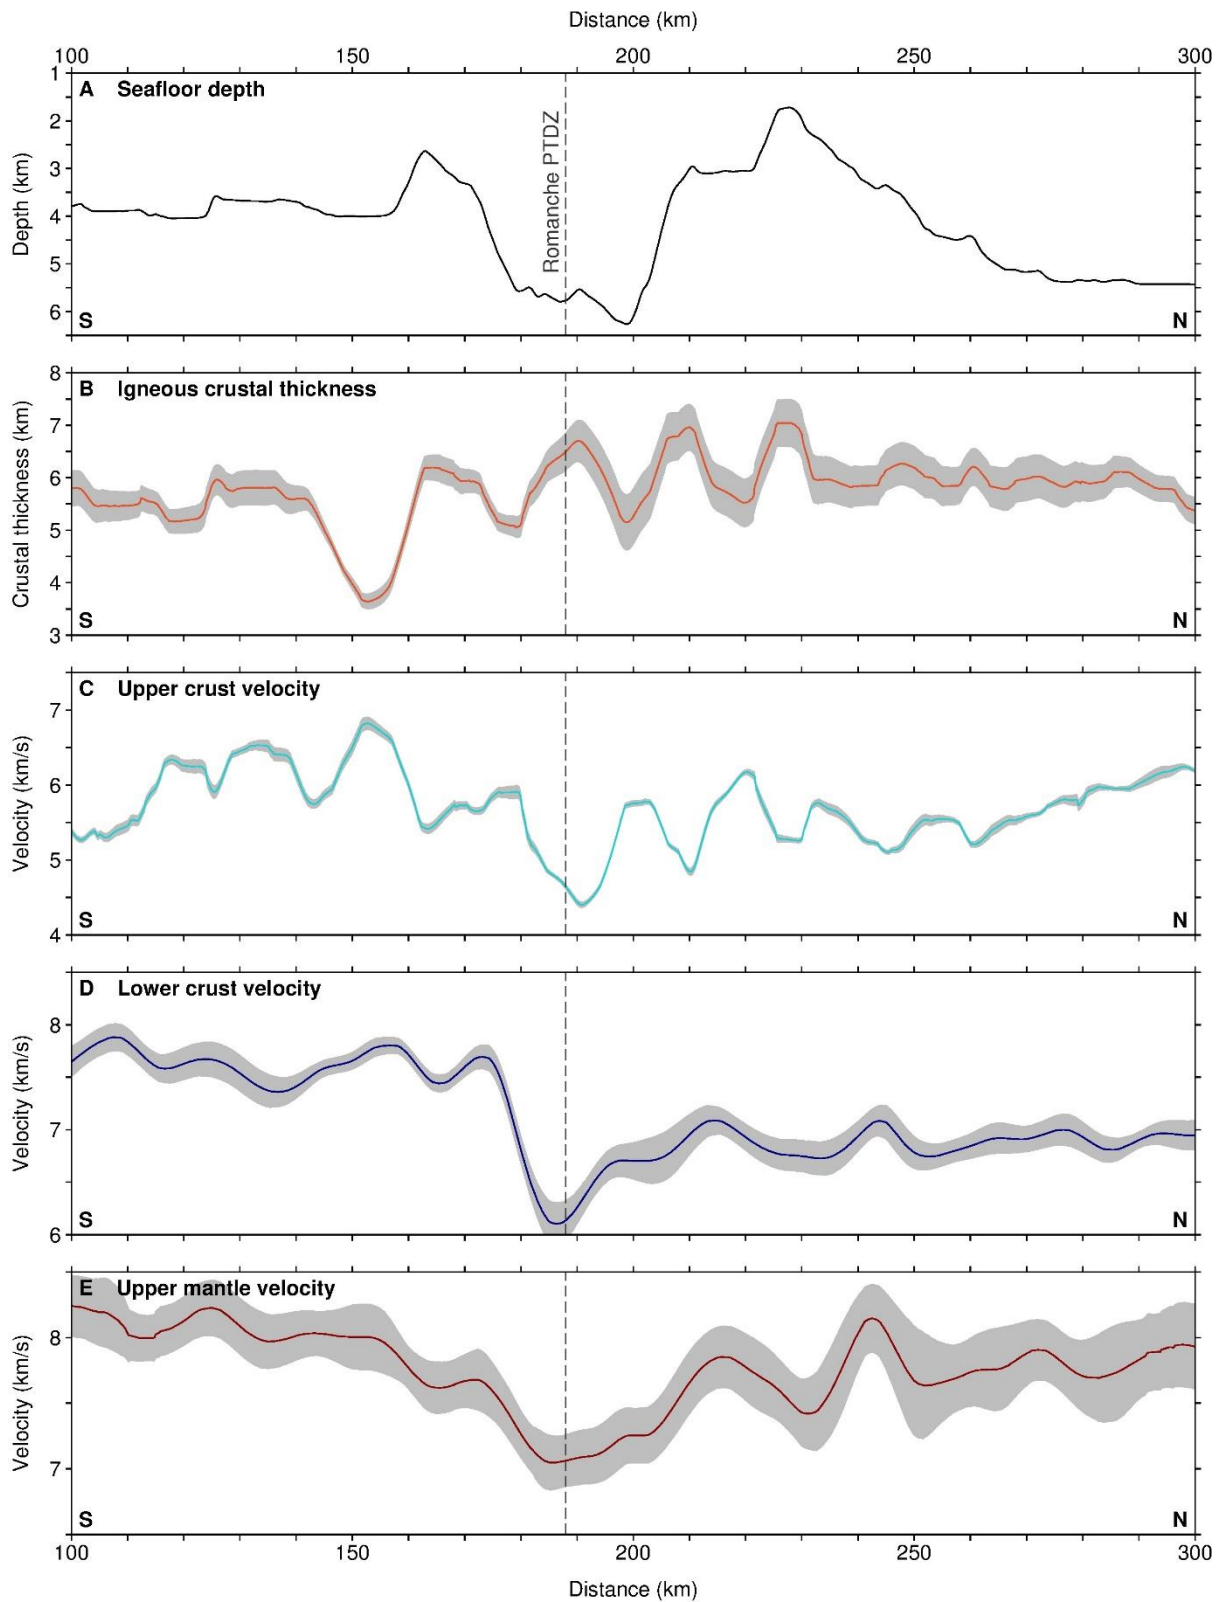 Distance (km)
100 150 200 250 300
A Seafloor depth
1
2
3
4
5
6
Depth (km)
Romanche PTDZ
S N
B Igneous crustal thickness
8
7
6
5
4
3
Crustal thickness (km)
S N
C Upper crust velocity
7
6
5
4
Velocity (km/s)
S N
D Lower crust velocity
8
7
6
Velocity (km/s)
S N
E Upper mantle velocity
8
7
Velocity (km/s)
S N
100 150 200 250 300
Distance (km)